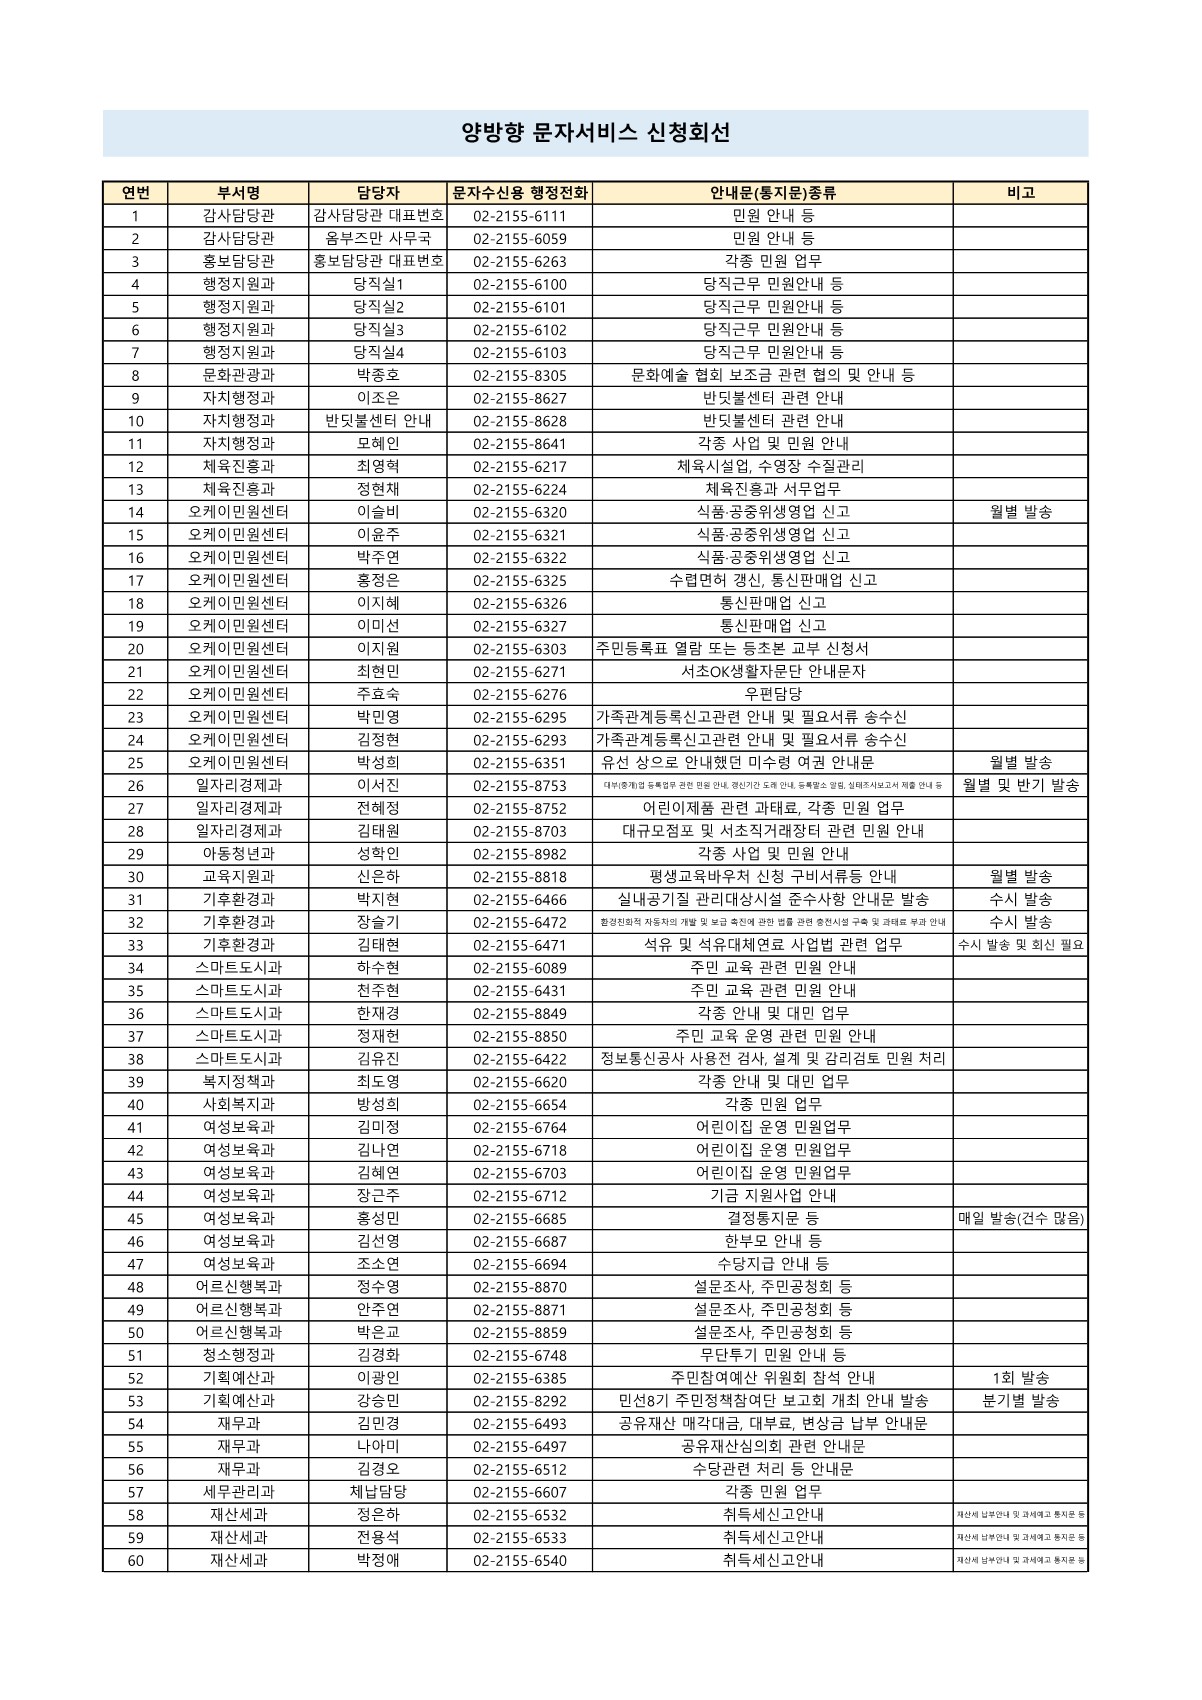 양방향 문자서비스 신청회선
연번 부서명 담당자 문자수신용 행정전화 안내문(통지문)종류 비고
1 감사담당관 감사담당관 대표번호 02-2155-6111 민원 안내 등
2 감사담당관 옴부즈만 사무국 02-2155-6059 민원 안내 등
3 홍보담당관 홍보담당관 대표번호 02-2155-6263 각종 민원 업무
4 행정지원과 당직실1 02-2155-6100 당직근무 민원안내 등
5 행정지원과 당직실2 02-2155-6101 당직근무 민원안내 등
6 행정지원과 당직실3 02-2155-6102 당직근무 민원안내 등
7 행정지원과 당직실4 02-2155-6103 당직근무 민원안내 등
8 문화관광과 박종호 02-2155-8305 문화예술 협회 보조금 관련 협의 및 안내 등
9 자치행정과 이조은 02-2155-8627 반딧불센터 관련 안내
10 자치행정과 반딧불센터 안내 02-2155-8628 반딧불센터 관련 안내
11 자치행정과 모혜인 02-2155-8641 각종 사업 및 민원 안내
12 체육진흥과 최영혁 02-2155-6217 체육시설업, 수영장 수질관리
13 체육진흥과 정현채 02-2155-6224 체육진흥과 서무업무
14 오케이민원센터 이슬비 02-2155-6320 식품·공중위생영업 신고 월별 발송
15 오케이민원센터 이윤주 02-2155-6321 식품·공중위생영업 신고
16 오케이민원센터 박주연 02-2155-6322 식품·공중위생영업 신고
17 오케이민원센터 홍정은 02-2155-6325 수렵면허 갱신, 통신판매업 신고
18 오케이민원센터 이지혜 02-2155-6326 통신판매업 신고
19 오케이민원센터 이미선 02-2155-6327 통신판매업 신고
20 오케이민원센터 이지원 02-2155-6303 주민등록표 열람 또는 등초본 교부 신청서
21 오케이민원센터 최현민 02-2155-6271 서초OK생활자문단 안내문자
22 오케이민원센터 주효숙 02-2155-6276 우편담당
23 오케이민원센터 박민영 02-2155-6295 가족관계등록신고관련 안내 및 필요서류 송수신
24 오케이민원센터 김정현 02-2155-6293 가족관계등록신고관련 안내 및 필요서류 송수신
25 오케이민원센터 박성희 02-2155-6351 유선 상으로 안내했던 미수령 여권 안내문 월별 발송
26 일자리경제과 이서진 02-2155-8753 대부(중개)업 등록업무 관련 민원 안내, 갱신기간 도래 안내, 등록말소 알림, 실태조사보고서 제출 안내 등 월별 및 반기 발송
27 일자리경제과 전혜정 02-2155-8752 어린이제품 관련 과태료, 각종 민원 업무
28 일자리경제과 김태원 02-2155-8703 대규모점포 및 서초직거래장터 관련 민원 안내
29 아동청년과 성학인 02-2155-8982 각종 사업 및 민원 안내
30 교육지원과 신은하 02-2155-8818 평생교육바우처 신청 구비서류등 안내 월별 발송
31 기후환경과 박지현 02-2155-6466 실내공기질 관리대상시설 준수사항 안내문 발송 수시 발송
32 기후환경과 장슬기 02-2155-6472 환경친화적 자동차의 개발 및 보급 촉진에 관한 법률 관련 충전시설 구축 및 과태료 부과 안내 수시 발송
33 기후환경과 김태현 02-2155-6471 석유 및 석유대체연료 사업법 관련 업무 수시 발송 및 회신 필요
34 스마트도시과 하수현 02-2155-6089 주민 교육 관련 민원 안내
35 스마트도시과 천주현 02-2155-6431 주민 교육 관련 민원 안내
36 스마트도시과 한재경 02-2155-8849 각종 안내 및 대민 업무
37 스마트도시과 정재헌 02-2155-8850 주민 교육 운영 관련 민원 안내
38 스마트도시과 김유진 02-2155-6422 정보통신공사 사용전 검사, 설계 및 감리검토 민원 처리
39 복지정책과 최도영 02-2155-6620 각종 안내 및 대민 업무
40 사회복지과 방성희 02-2155-6654 각종 민원 업무
41 여성보육과 김미정 02-2155-6764 어린이집 운영 민원업무
42 여성보육과 김나연 02-2155-6718 어린이집 운영 민원업무
43 여성보육과 김혜연 02-2155-6703 어린이집 운영 민원업무
44 여성보육과 장근주 02-2155-6712 기금 지원사업 안내
45 여성보육과 홍성민 02-2155-6685 결정통지문 등 매일 발송(건수 많음)
46 여성보육과 김선영 02-2155-6687 한부모 안내 등
47 여성보육과 조소연 02-2155-6694 수당지급 안내 등
48 어르신행복과 정수영 02-2155-8870 설문조사, 주민공청회 등
49 어르신행복과 안주연 02-2155-8871 설문조사, 주민공청회 등
50 어르신행복과 박은교 02-2155-8859 설문조사, 주민공청회 등
51 청소행정과 김경화 02-2155-6748 무단투기 민원 안내 등
52 기획예산과 이광인 02-2155-6385 주민참여예산 위원회 참석 안내 1회 발송
53 기획예산과 강승민 02-2155-8292 민선8기 주민정책참여단 보고회 개최 안내 발송 분기별 발송
54 재무과 김민경 02-2155-6493 공유재산 매각대금, 대부료, 변상금 납부 안내문
55 재무과 나아미 02-2155-6497 공유재산심의회 관련 안내문
56 재무과 김경오 02-2155-6512 수당관련 처리 등 안내문
57 세무관리과 체납담당 02-2155-6607 각종 민원 업무
58 재산세과 정은하 02-2155-6532 취득세신고안내 재산세 납부안내 및 과세예고 통지문 등
59 재산세과 전용석 02-2155-6533 취득세신고안내 재산세 납부안내 및 과세예고 통지문 등
60 재산세과 박정애 02-2155-6540 취득세신고안내 재산세 납부안내 및 과세예고 통지문 등